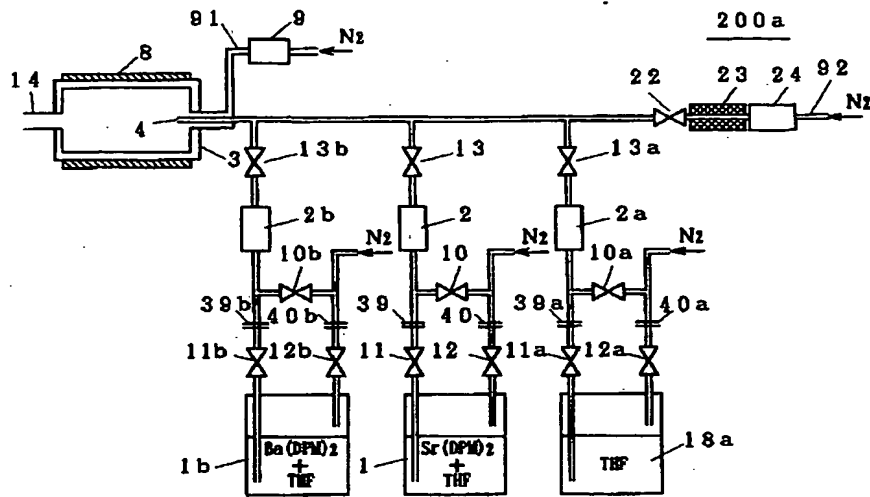 200a
91 9 N2
8
14
22 23 24 92
N2
4
3
13b 13 13a
2b 2 2a
N2 N2 N2
10b 10 10a
39b 40b 39 40 39a 40a
11b 12b 11 12 11a 12a
Ba(DPM)2
+
THF
Sr(DPM)2
+
THF
THF
1b 1 18a